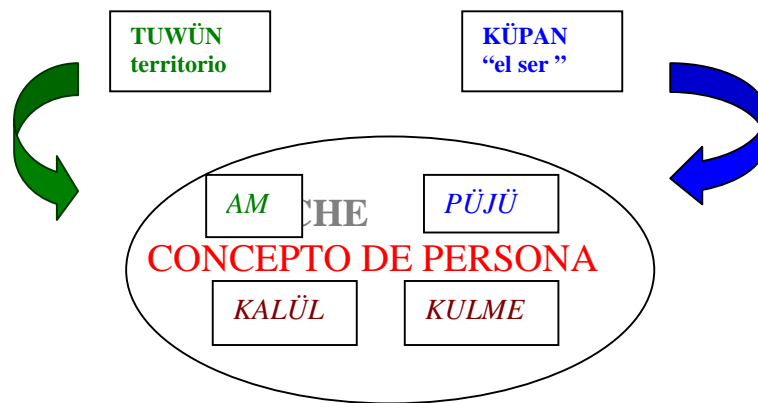 TUWÜN
territorio
KÜPAN
“el ser ”
AM
CHE
PÜJÜ
CONCEPTO DE PERSONA
KALÜL
KULME